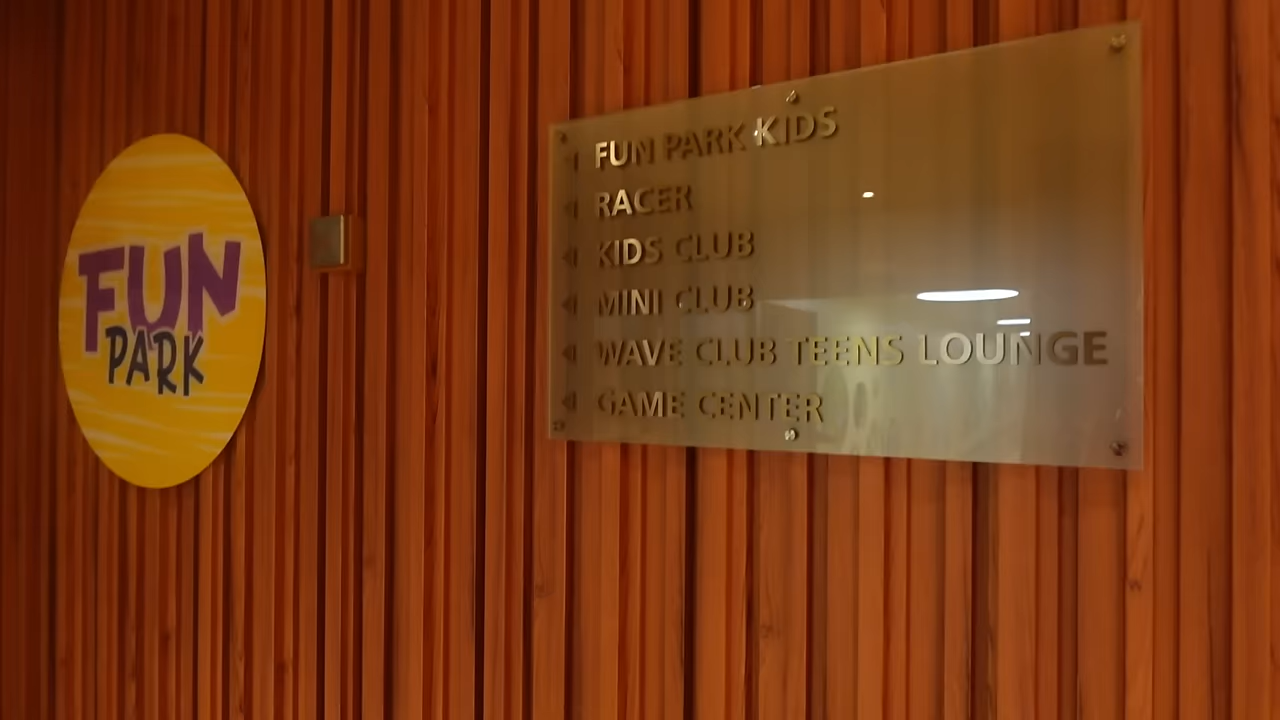 FUN
PARK
FUN PARK KIDS
RACER
KIDS CLUB
MINI CLUB
WAVE CLUB TEENS LOUNGE
GAME CENTER